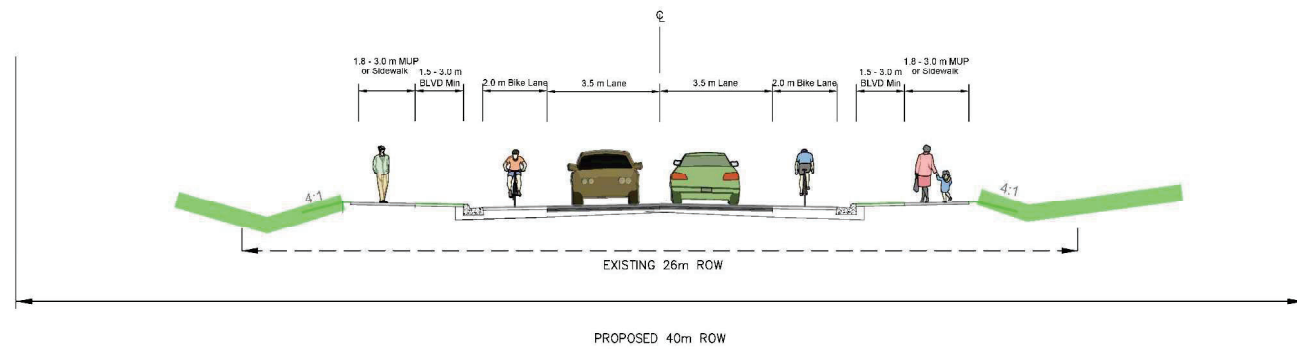 ℄
1.8 - 3.0 m MUP
or Sidewalk
1.5 - 3.0 m
BLVD Min
2.0 m Bike Lane
3.5 m Lane
3.5 m Lane
2.0 m Bike Lane
1.5 - 3.0 m
BLVD Min
1.8 - 3.0 m MUP
or Sidewalk
4:1
4:1
EXISTING 26m ROW
PROPOSED 40m ROW